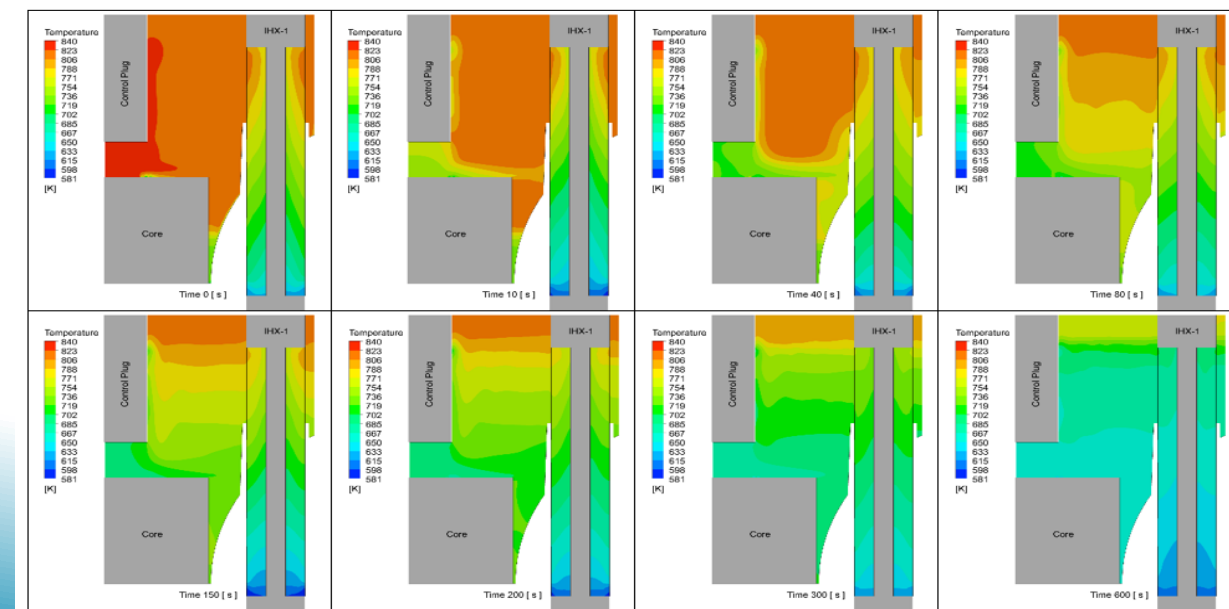 Temperature
840
823
806
788
771
754
736
719
702
685
667
650
633
615
598
581
[K]
Control Plug
IHX-1
Core
Time 0 [ s ]
Temperature
840
823
806
788
771
754
736
719
702
685
667
650
633
615
598
581
[K]
Control Plug
IHX-1
Core
Time 10 [ s ]
Temperature
840
823
806
788
771
754
736
719
702
685
667
650
633
615
598
581
[K]
Control Plug
IHX-1
Core
Time 40 [ s ]
Temperature
840
823
806
788
771
754
736
719
702
685
667
650
633
615
598
581
[K]
Control Plug
IHX-1
Core
Time 80 [ s ]
Temperature
840
823
806
788
771
754
736
719
702
685
667
650
633
615
598
581
[K]
Control Plug
IHX-1
Core
Time 150 [ s ]
Temperature
840
823
806
788
771
754
736
719
702
685
667
650
633
615
598
581
[K]
Control Plug
IHX-1
Core
Time 200 [ s ]
Temperature
840
823
806
788
771
754
736
719
702
685
667
650
633
615
598
581
[K]
Control Plug
IHX-1
Core
Time 300 [ s ]
Temperature
840
823
806
788
771
754
736
719
702
685
667
650
633
615
598
581
[K]
Control Plug
IHX-1
Core
Time 600 [ s ]